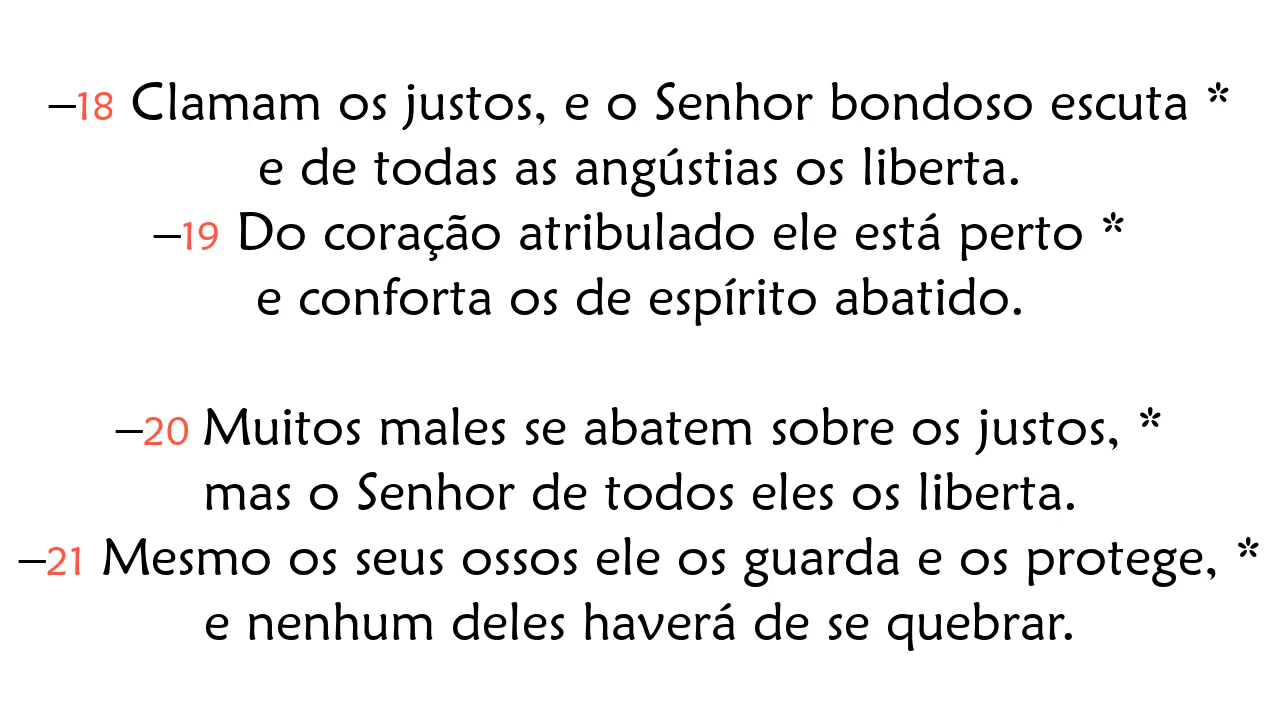 –18 Clamam os justos, e o Senhor bondoso escuta *
e de todas as angústias os liberta.
–19 Do coração atribulado ele está perto *
e conforta os de espírito abatido.
–20 Muitos males se abatem sobre os justos, *
mas o Senhor de todos eles os liberta.
–21 Mesmo os seus ossos ele os guarda e os protege, *
e nenhum deles haverá de se quebrar.